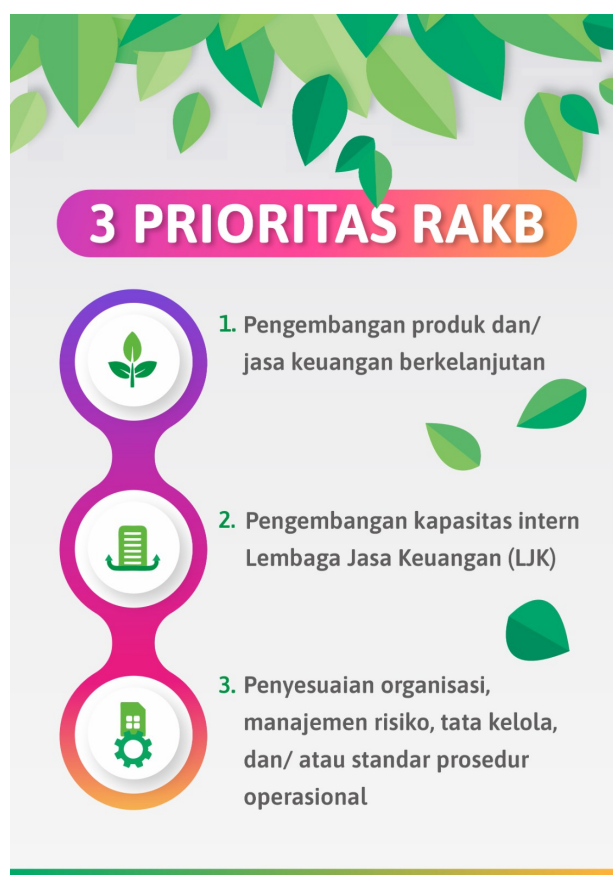 3 PRIORITAS RAKB
1. Pengembangan produk dan/
jasa keuangan berkelanjutan
2. Pengembangan kapasitas intern
Lembaga Jasa Keuangan (LJK)
3. Penyesuaian organisasi,
manajemen risiko, tata kelola,
dan/ atau standar prosedur
operasional